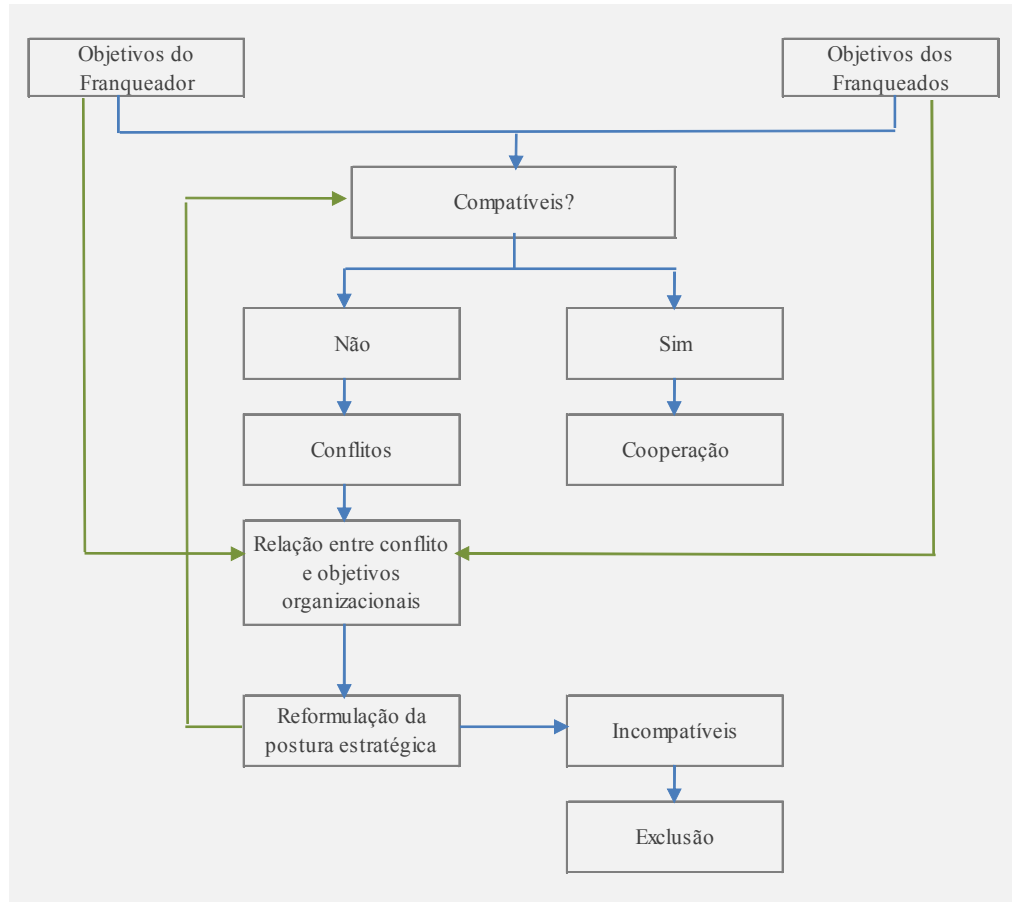 Objetivos do
Franqueador
Objetivos dos
Franqueados
Compatíveis?
Não
Sim
Conflitos
Cooperação
Relação entre conflito
e objetivos
organizacionais
Reformulação da
postura estratégica
Incompatíveis
Exclusão